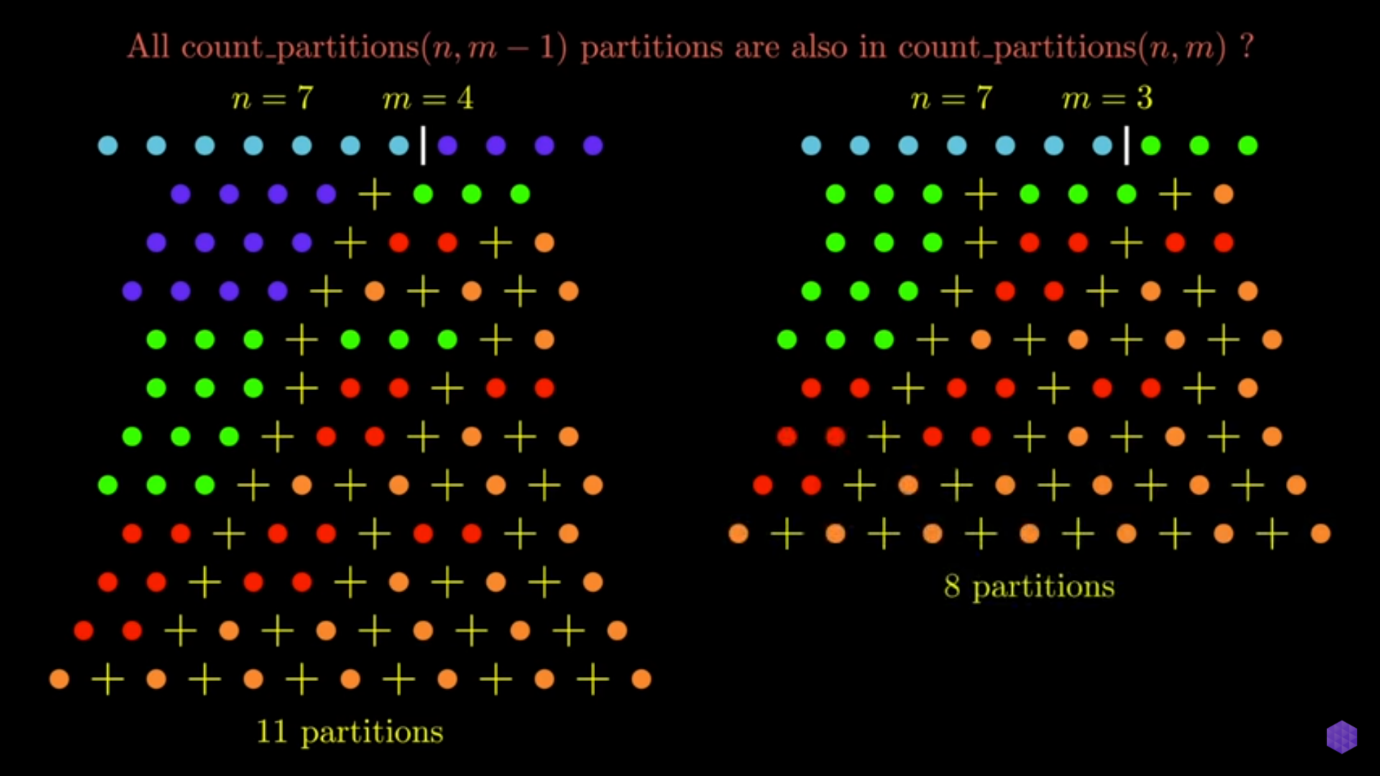 All count_partitions(n, m − 1) partitions are also in count_partitions(n, m) ?
n = 7 m = 4
n = 7 m = 3
8 partitions
11 partitions